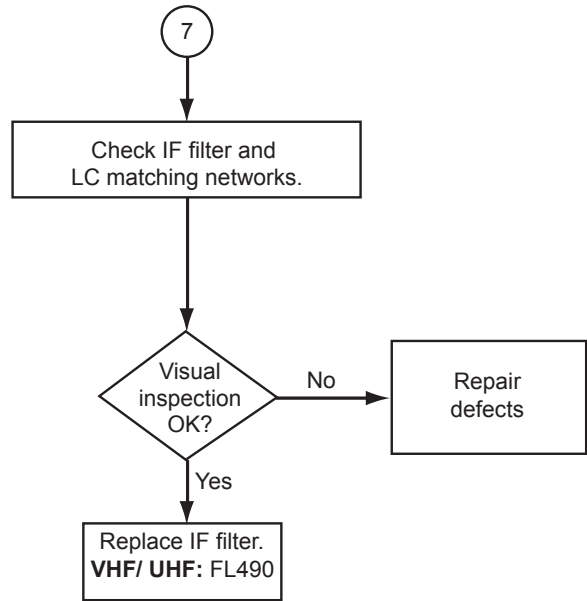 7
Check IF filter and
LC matching networks.
Visual
inspection
OK?
No
Repair
defects
Yes
Replace IF filter.
VHF/ UHF: FL490